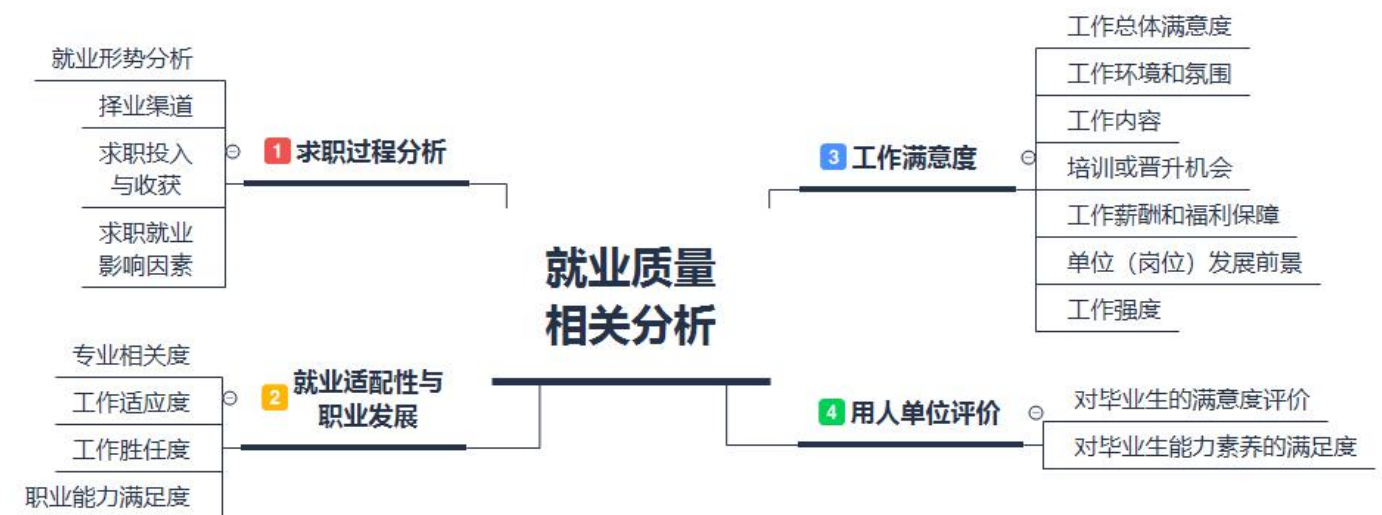 就业质量
相关分析
1 求职过程分析
就业形势分析
择业渠道
求职投入
与收获
求职就业
影响因素
2 就业适配性与
职业发展
专业相关度
工作适应度
工作胜任度
职业能力满足度
3 工作满意度
工作总体满意度
工作环境和氛围
工作内容
培训或晋升机会
工作薪酬和福利保障
单位（岗位）发展前景
工作强度
4 用人单位评价
对毕业生的满意度评价
对毕业生能力素养的满足度